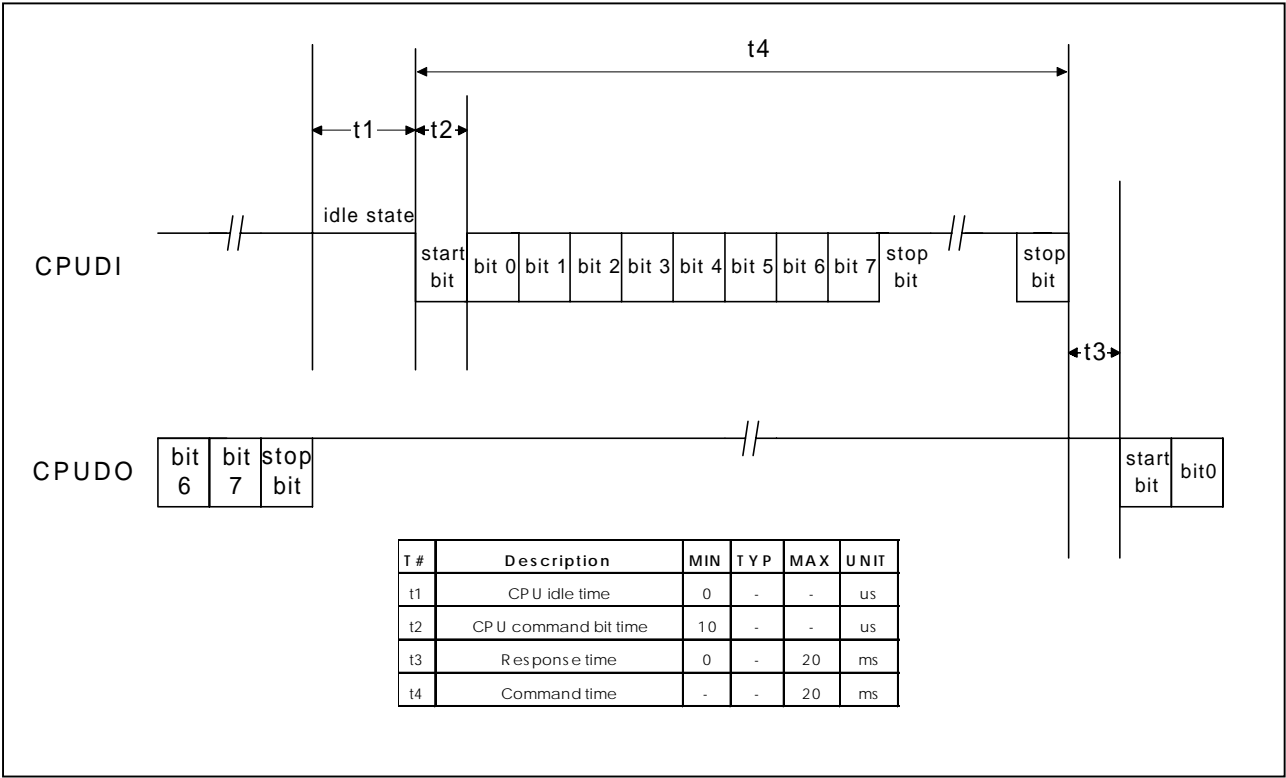 t4
t1 t2
idle state
CPUDI
start bit
bit 0 bit 1 bit 2 bit 3 bit 4 bit 5 bit 6 bit 7
stop bit
stop bit
t3
CPUDO
bit 6
bit 7
stop bit
start bit
bit0
T# Description MIN TYP MAX UNIT
t1 CPU idle time 0 - - us
t2 CPU command bit time 10 - - us
t3 Response time 0 - 20 ms
t4 Command time - - 20 ms